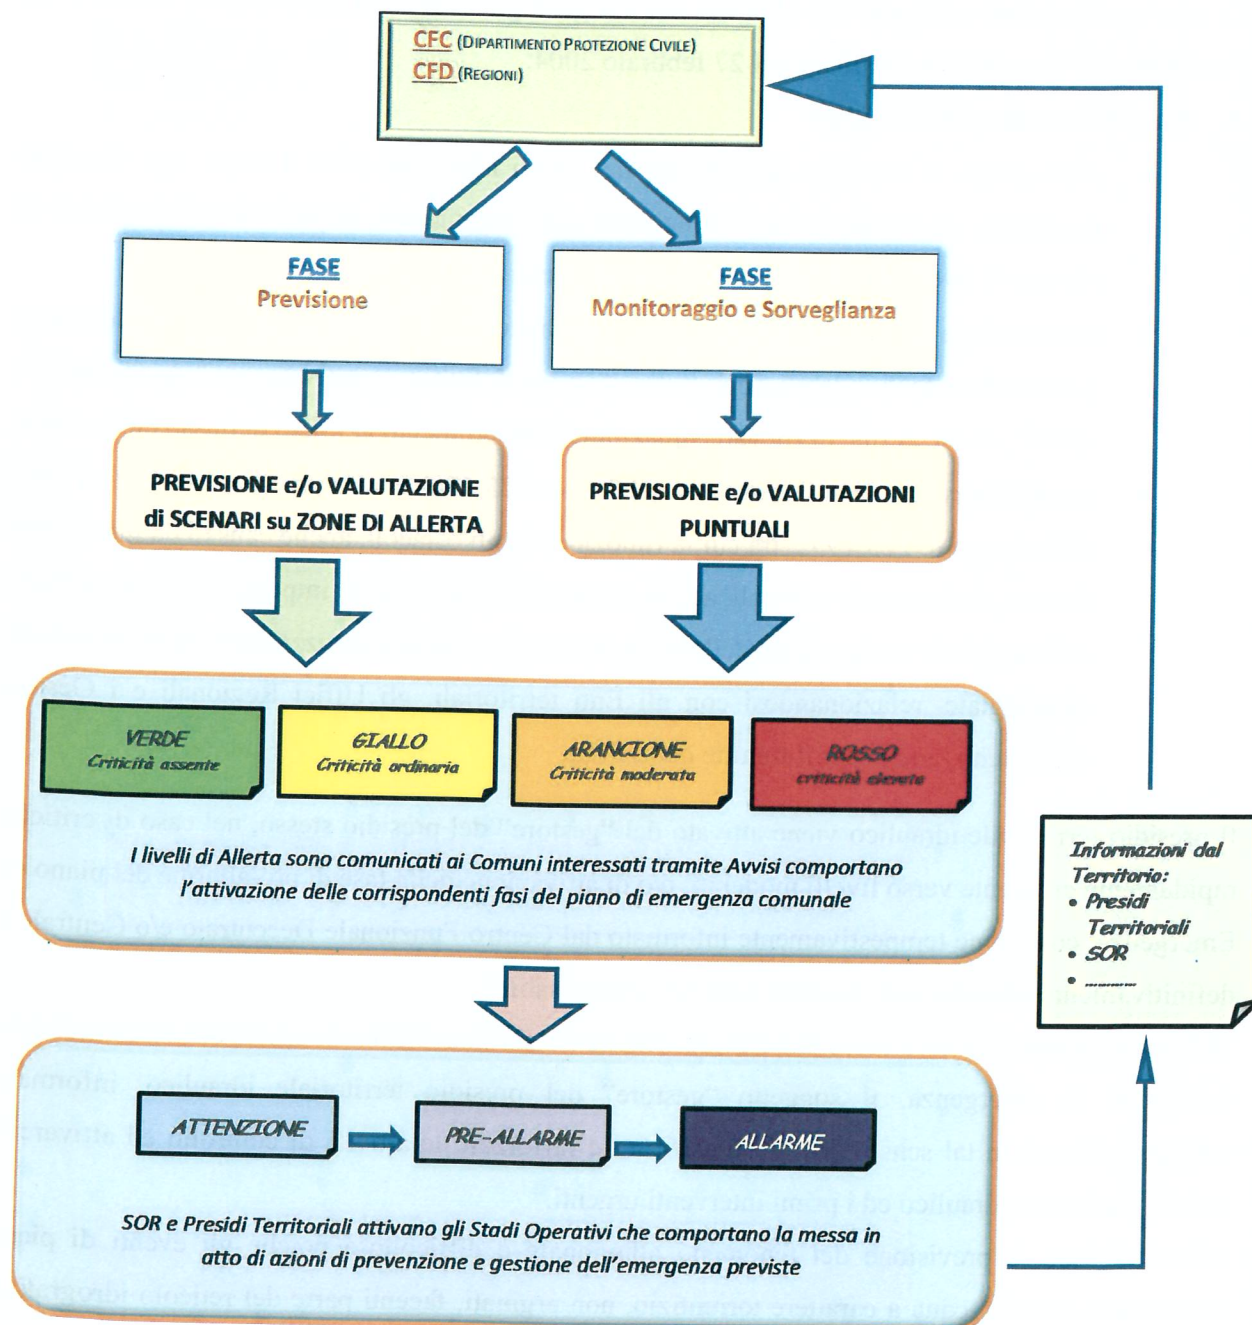 CFC (DIPARTIMENTO PROTEZIONE CIVILE)
CFD (REGIONI)
27 febbraio 2004
FASE
Previsione
FASE
Monitoraggio e Sorveglianza
PREVISIONE e/o VALUTAZIONE
di SCENARI su ZONE DI ALLERTA
PREVISIONE e/o VALUTAZIONI
PUNTUALI
VERDE
Criticità assente
GIALLO
Criticità ordinaria
ARANCIONE
Criticità moderata
ROSSO
criticità elevata
I livelli di Allerta sono comunicati ai Comuni interessati tramite Avvisi comportano
l'attivazione delle corrispondenti fasi del piano di emergenza comunale
Informazioni dal
Territorio:
• Presidi
Territoriali
• SOR
• ............
ATTENZIONE
PRE-ALLARME
ALLARME
SOR e Presidi Territoriali attivano gli Stadi Operativi che comportano la messa in
atto di azioni di prevenzione e gestione dell'emergenza previste